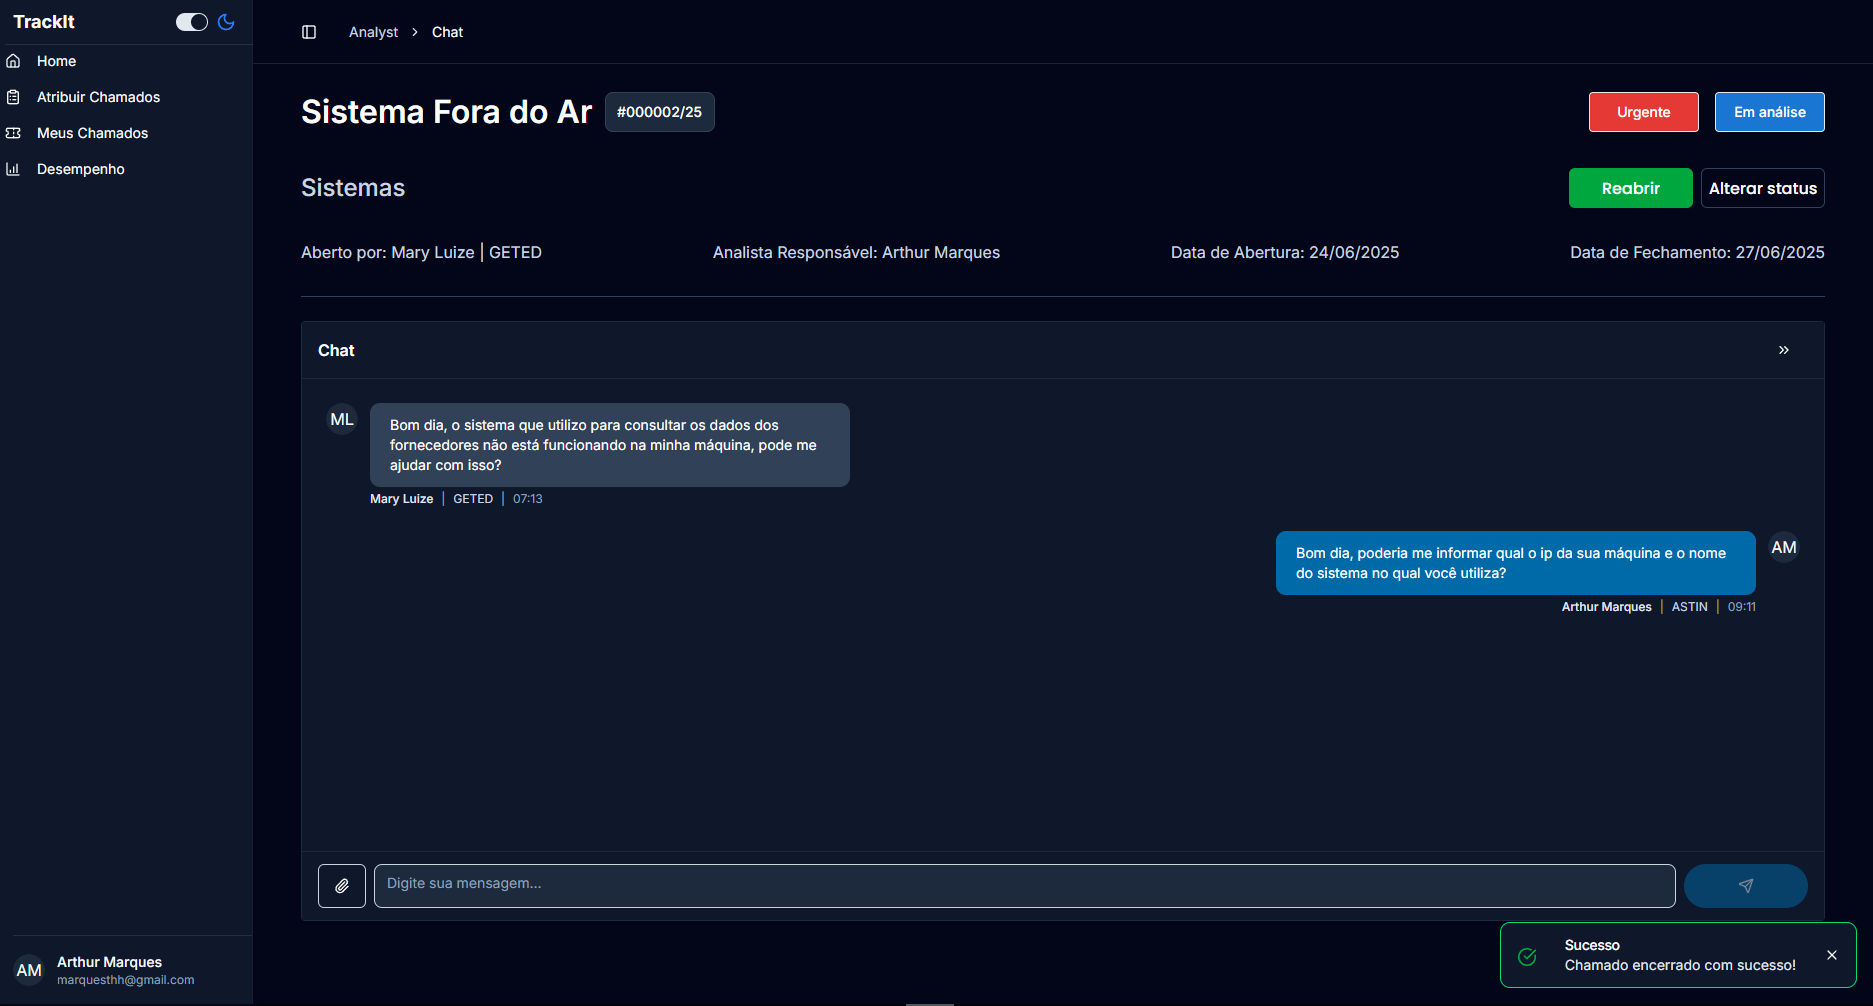 TrackIt
Home
Atribuir Chamados
Meus Chamados
Desempenho
AM
Arthur Marques
marquesthh@gmail.com
Analyst > Chat
Sistema Fora do Ar #000002/25
Urgente
Em análise
Sistemas
Reabrir
Alterar status
Aberto por: Mary Luize | GETED
Analista Responsável: Arthur Marques
Data de Abertura: 24/06/2025
Data de Fechamento: 27/06/2025
Chat
ML
Bom dia, o sistema que utilizo para consultar os dados dos
fornecedores não está funcionando na minha máquina, pode me
ajudar com isso?
Mary Luize | GETED | 07:13
Bom dia, poderia me informar qual o ip da sua máquina e o nome
do sistema no qual você utiliza?
AM
Arthur Marques | ASTIN | 09:11
Digite sua mensagem...
Sucesso
Chamado encerrado com sucesso!